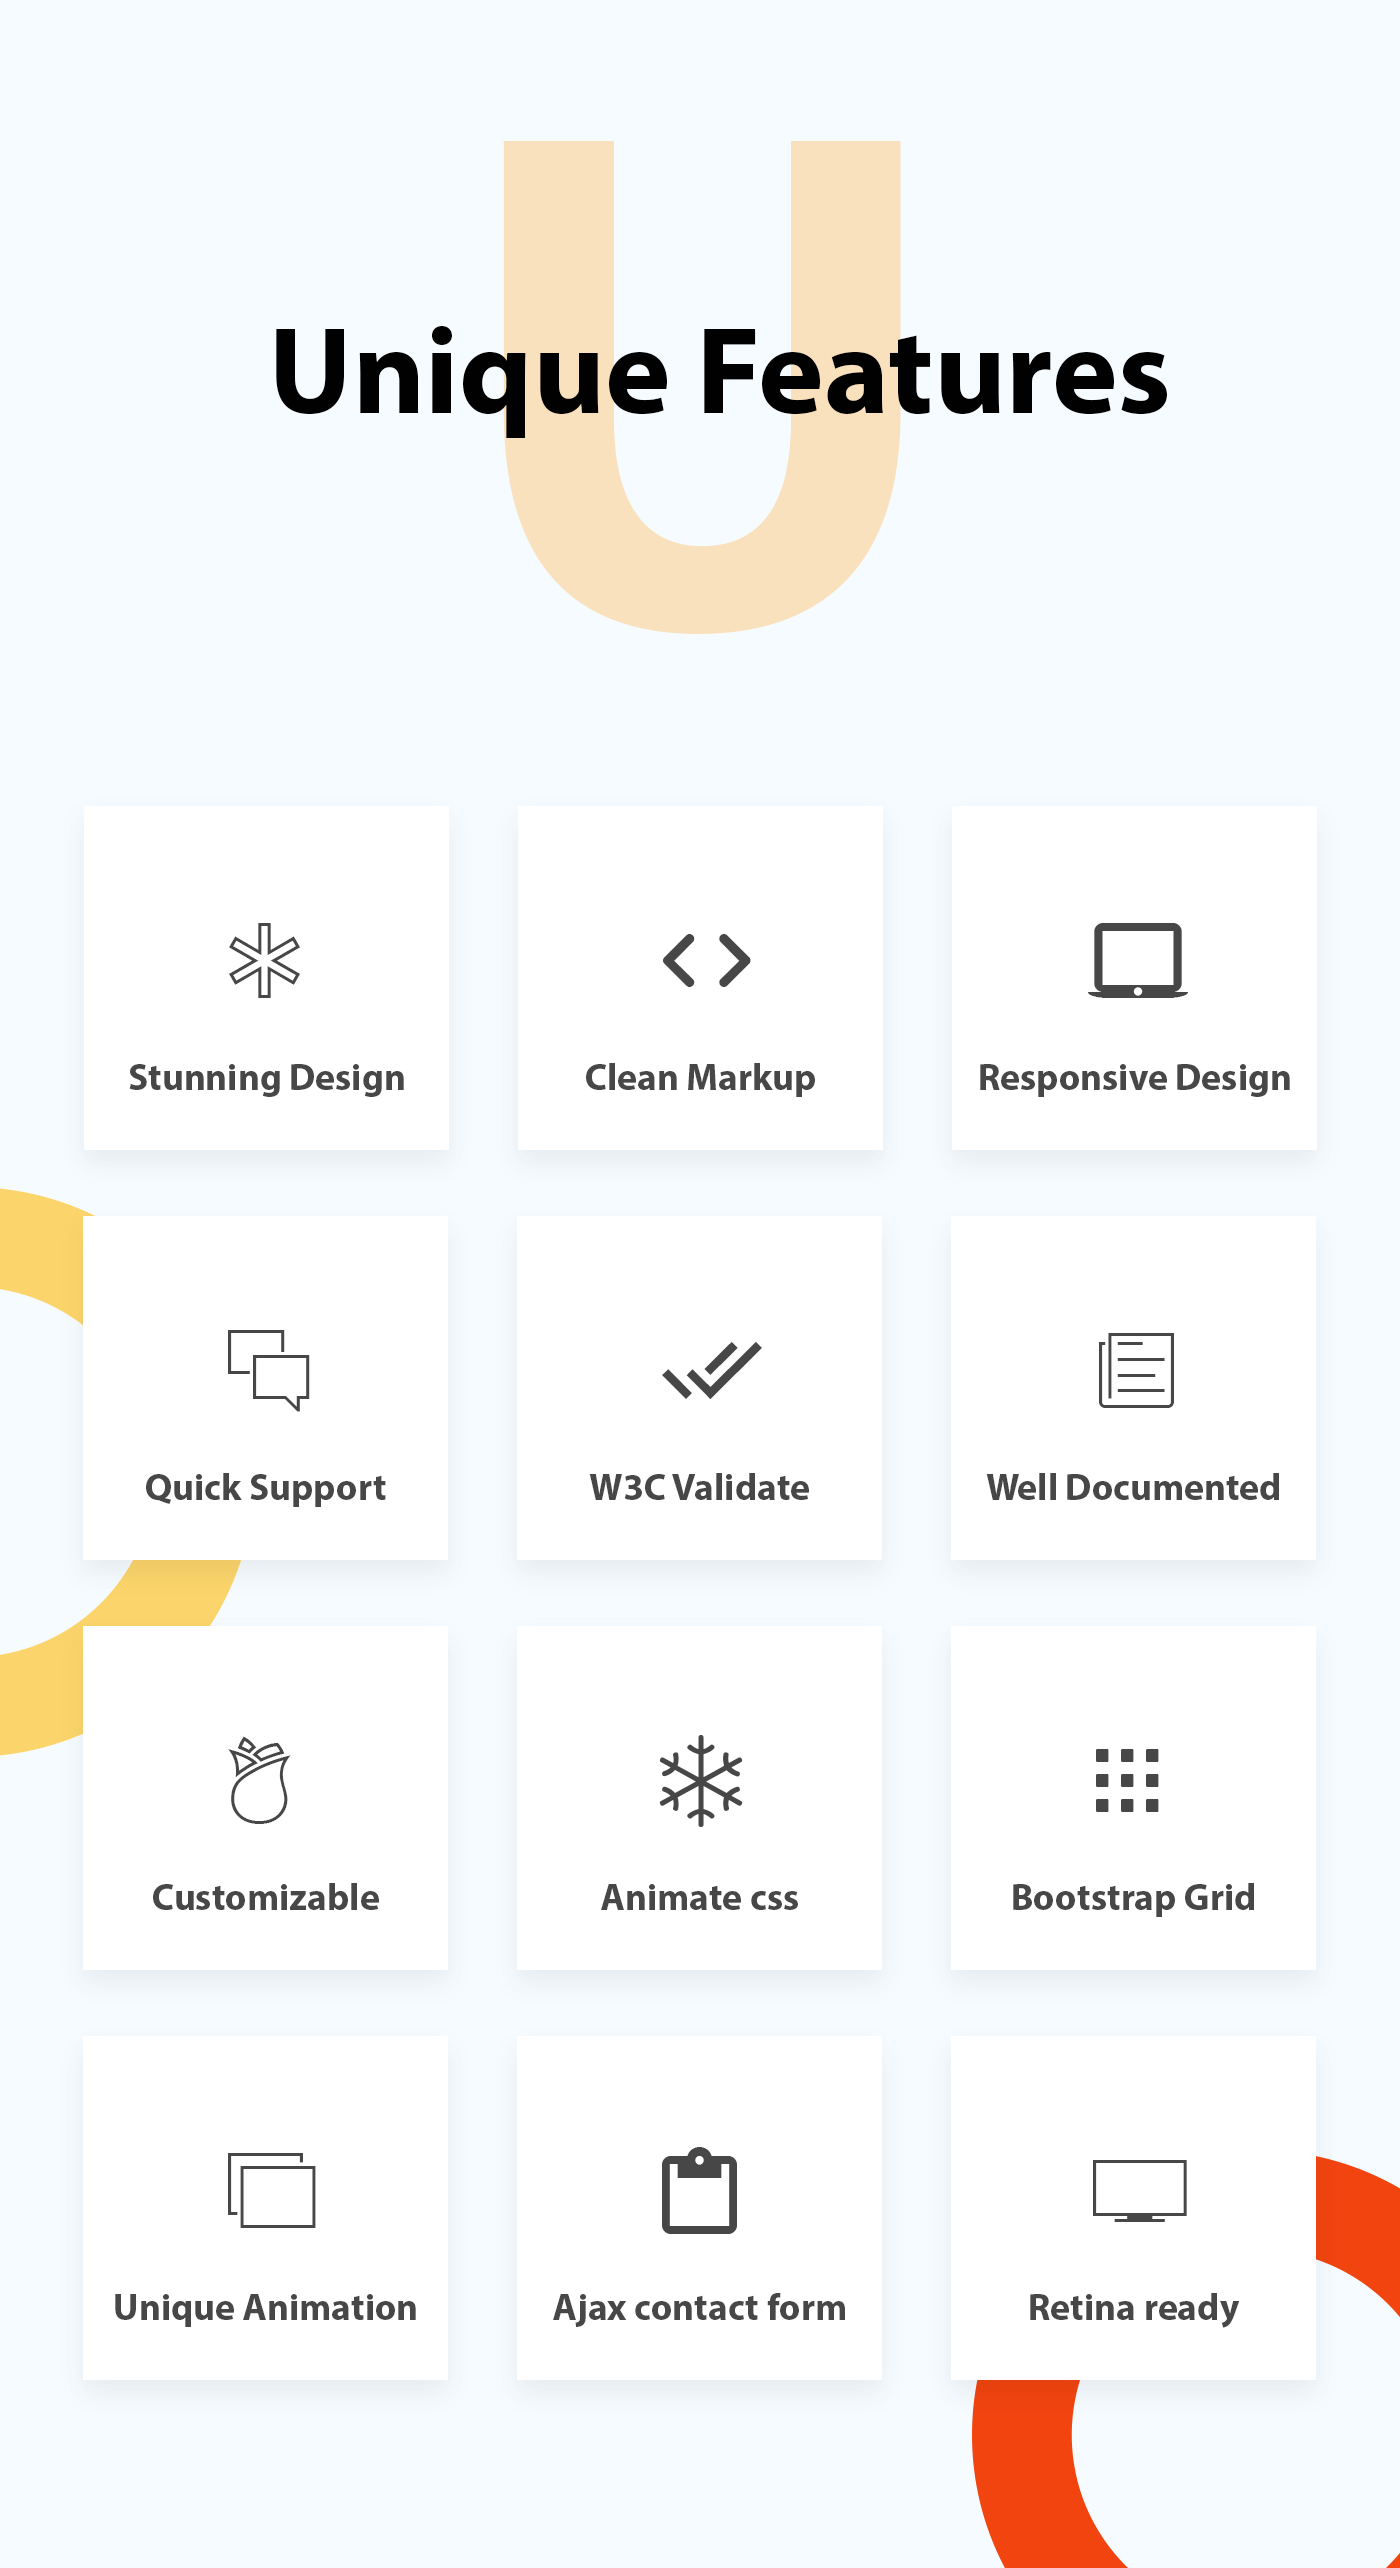 U
Unique Features
Stunning Design
Clean Markup
Responsive Design
Quick Support
W3C Validate
Well Documented
Customizable
Animate css
Bootstrap Grid
Unique Animation
Ajax contact form
Retina ready